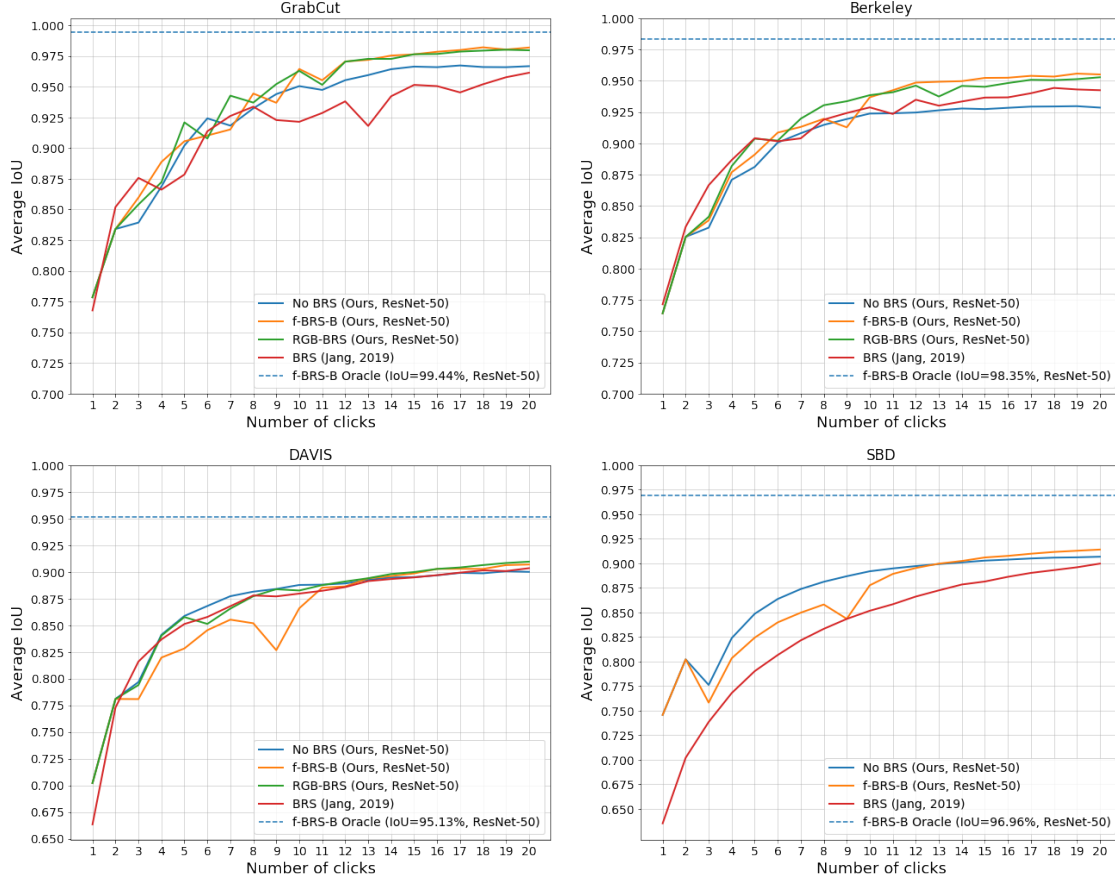 GrabCut
1.000
0.975
0.950
0.925
0.900
0.875
0.850
0.825
0.800
0.775
0.750
0.725
0.700
Average IoU
No BRS (Ours, ResNet-50)
f-BRS-B (Ours, ResNet-50)
RGB-BRS (Ours, ResNet-50)
BRS (Jang, 2019)
f-BRS-B Oracle (IoU=99.44%, ResNet-50)
1 2 3 4 5 6 7 8 9 10 11 12 13 14 15 16 17 18 19 20
Number of clicks
Berkeley
1.000
0.975
0.950
0.925
0.900
0.875
0.850
0.825
0.800
0.775
0.750
0.725
0.700
Average IoU
No BRS (Ours, ResNet-50)
f-BRS-B (Ours, ResNet-50)
RGB-BRS (Ours, ResNet-50)
BRS (Jang, 2019)
f-BRS-B Oracle (IoU=98.35%, ResNet-50)
1 2 3 4 5 6 7 8 9 10 11 12 13 14 15 16 17 18 19 20
Number of clicks
DAVIS
1.000
0.975
0.950
0.925
0.900
0.875
0.850
0.825
0.800
0.775
0.750
0.725
0.700
0.675
0.650
Average IoU
No BRS (Ours, ResNet-50)
f-BRS-B (Ours, ResNet-50)
RGB-BRS (Ours, ResNet-50)
BRS (Jang, 2019)
f-BRS-B Oracle (IoU=95.13%, ResNet-50)
1 2 3 4 5 6 7 8 9 10 11 12 13 14 15 16 17 18 19 20
Number of clicks
SBD
1.000
0.975
0.950
0.925
0.900
0.875
0.850
0.825
0.800
0.775
0.750
0.725
0.700
0.675
0.650
Average IoU
No BRS (Ours, ResNet-50)
f-BRS-B (Ours, ResNet-50)
BRS (Jang, 2019)
f-BRS-B Oracle (IoU=96.96%, ResNet-50)
1 2 3 4 5 6 7 8 9 10 11 12 13 14 15 16 17 18 19 20
Number of clicks